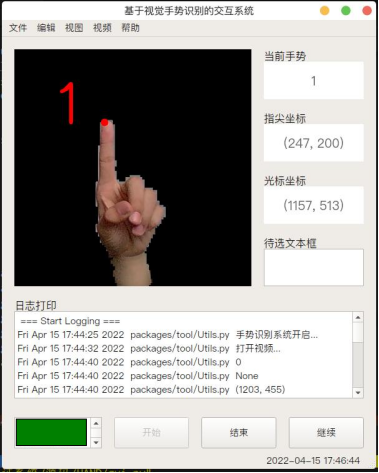 基于视觉手势识别的交互系统
文件 编辑 视图 视频 帮助
当前手势
1
1
指尖坐标
(247, 200)
光标坐标
(1157, 513)
待选文本框
日志打印
=== Start Logging ===
Fri Apr 15 17:44:25 2022 packages/tool/Utils.py 手势识别系统开启...
Fri Apr 15 17:44:32 2022 packages/tool/Utils.py 打开视频...
Fri Apr 15 17:44:40 2022 packages/tool/Utils.py 0
Fri Apr 15 17:44:40 2022 packages/tool/Utils.py None
Fri Apr 15 17:44:40 2022 packages/tool/Utils.py (1203, 455)
开始 结束 继续
2022-04-15 17:46:44